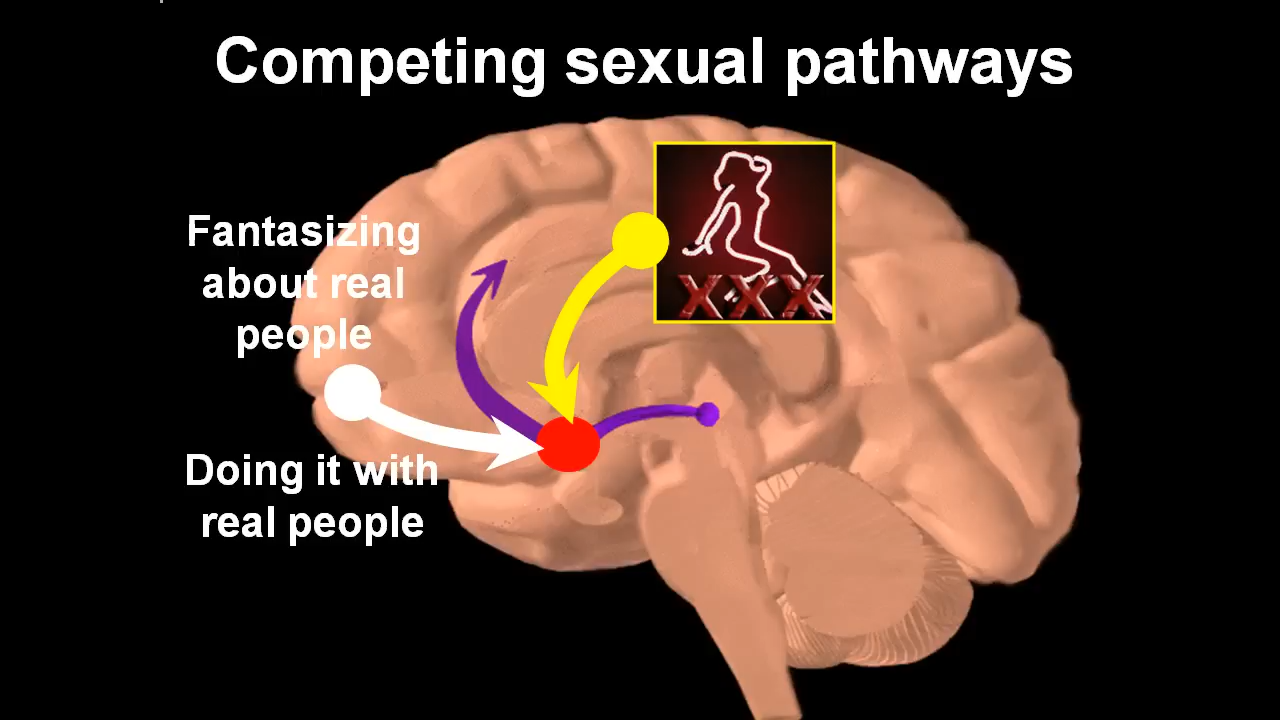 Competing sexual pathways
XXX
Fantasizing
about real
people
Doing it with
real people